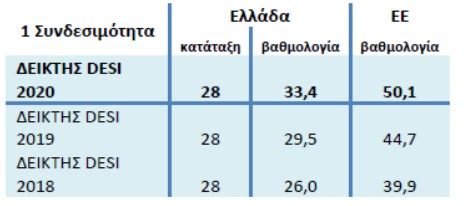 1 Συνδεσιμότητα Ελλάδα ΕΕ
κατάταξη βαθμολογία βαθμολογία
ΔΕΙΚΤΗΣ DESI
2020 28 33,4 50,1
ΔΕΙΚΤΗΣ DESI
2019 28 29,5 44,7
ΔΕΙΚΤΗΣ DESI
2018 28 26,0 39,9